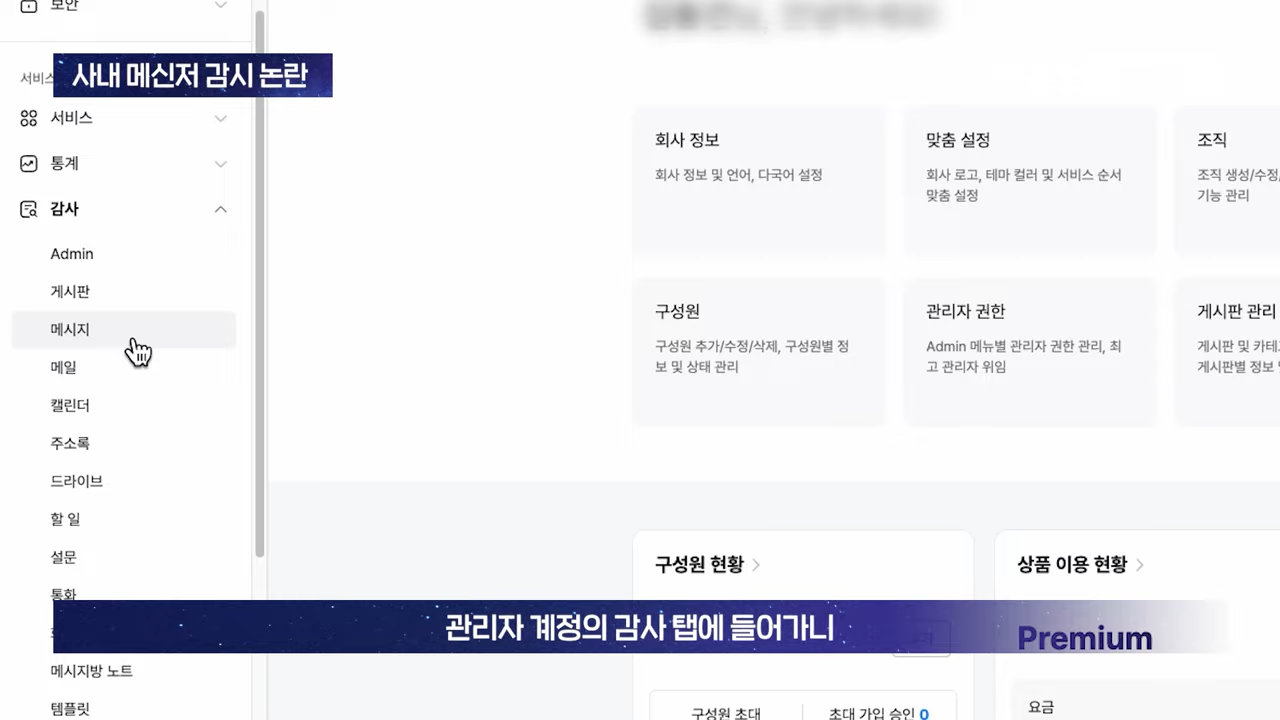 보안
서비스
사내 메신저 감시 논란
서비스
통계
감사
Admin
게시판
메시지
메일
캘린더
주소록
드라이브
할 일
설문
통화
메시지방 노트
템플릿
회사 정보
회사 정보 및 언어, 다국어 설정
맞춤 설정
회사 로고, 테마 컬러 및 서비스 순서
맞춤 설정
조직
조직 생성/수정/
기능 관리
구성원
구성원 추가/수정/삭제, 구성원별 정
보 및 상태 관리
관리자 권한
Admin 메뉴별 관리자 권한 관리, 최
고 관리자 위임
게시판 관리
게시판 및 카테
게시판별 정보 및
구성원 현황
상품 이용 현황
관리자 계정의 감사 탭에 들어가니
Premium
구성원 초대
초대 가입 승인 0
요금